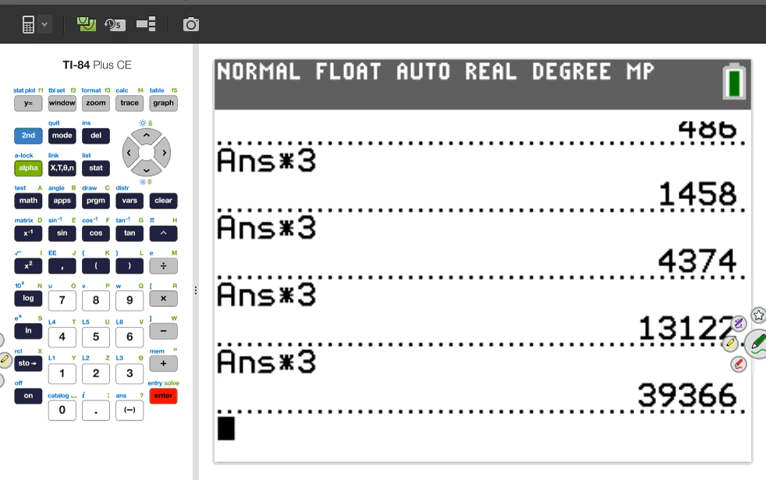 TI-84 Plus CE
NORMAL FLOAT AUTO REAL DEGREE MP
486
Ans*3
1458
Ans*3
4374
Ans*3
13122
Ans*3
39366
stat plot f1 tbl set f2 format f3 calc f4 table f5
y= window zoom trace graph
quit ins
2nd mode del
a-lock link list
alpha X,T,θ,n stat
test A angle B draw C distr
math apps prgm vars clear
matrix D sin⁻¹ E cos⁻¹ F tan⁻¹ G π H
x⁻¹ sin cos tan ^
√ I EE J { K } L e M
x² , ( ) ÷
10ˣ N u O v P w Q [ R
log 7 8 9 ×
eˣ S L4 T L5 U L6 V ] W
ln 4 5 6 −
rcl X L1 Y L2 Z L3 θ mem "
sto→ 1 2 3 +
off catalog i : ans ? entry solve
on 0 . (−) enter